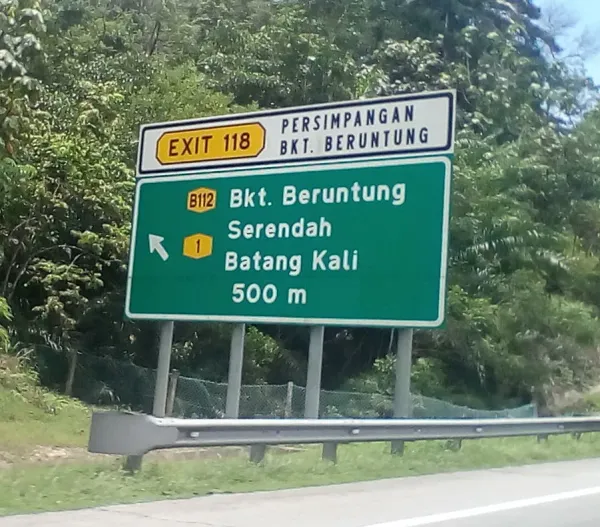 EXIT 118
PERSIMPANGAN
BKT. BERUNTUNG
B112 Bkt. Beruntung
Serendah
1
Batang Kali
500 m